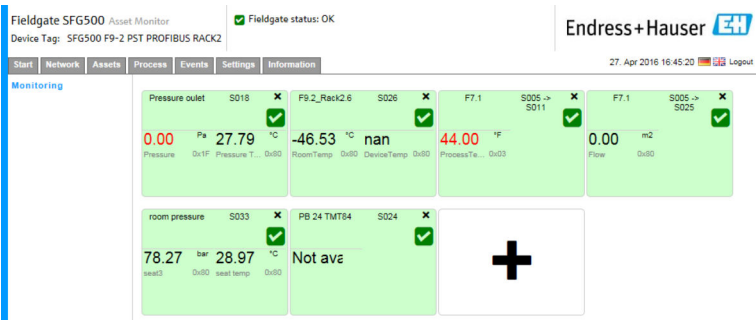 Fieldgate SFG500 Asset Monitor
Device Tag: SFG500 F9-2 PST PROFIBUS RACK2
Fieldgate status: OK
Endress+Hauser EH
Start Network Assets Process Events Settings Information
27. Apr 2016 16:45:20 Logout
Monitoring
Pressure oulet S018
0.00 Pa 27.79 °C
Pressure 0x1F Pressure T... 0x80
F9.2_Rack2.6 S026
-46.53 °C nan
RoomTemp 0x80 DeviceTemp 0x80
F7.1 S005 ->
S011
44.00 °F
ProcessTe... 0x03
F7.1 S005 ->
S025
0.00 m2
Flow 0x80
room pressure S033
78.27 bar 28.97 °C
seat3 0x80 seat temp 0x80
PB 24 TMT84 S024
Not ava